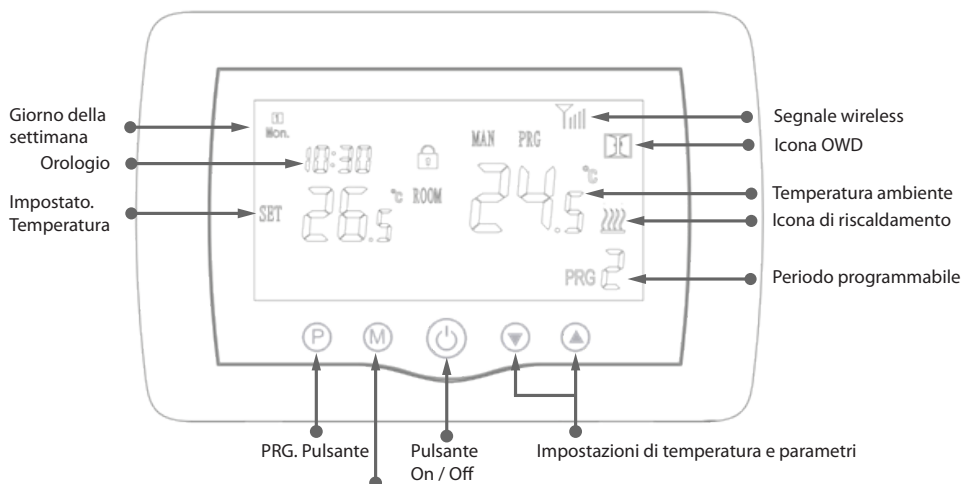 Giorno della
settimana
Orologio
Impostato.
Temperatura
1
Mon.
10:30
MAN PRG
SET 26.5 °C ROOM
24.5 °C
PRG 2
Segnale wireless
Icona OWD
Temperatura ambiente
Icona di riscaldamento
Periodo programmabile
P M
PRG. Pulsante
Pulsante
On / Off
Impostazioni di temperatura e parametri